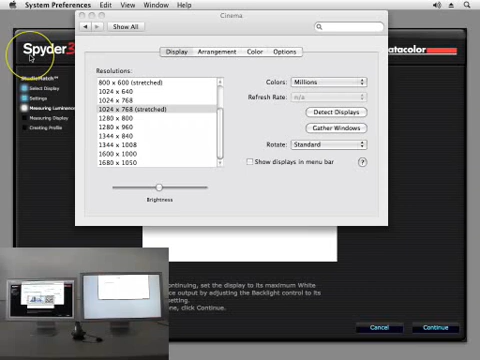 System Preferences Edit View Window Help
Cinema
Show All
Spyder3
datacolor
Display Arrangement Color Options
StudioMatch™
Select Display
Settings
Measuring Luminance
Measuring Display
Creating Profile
Resolutions:
800 x 600 (stretched)
1024 x 640
1024 x 768
1024 x 768 (stretched)
1280 x 800
1280 x 960
1344 x 840
1344 x 1008
1600 x 1000
1680 x 1050
Colors: Millions
Refresh Rate: n/a
Detect Displays
Gather Windows
Rotate: Standard
Show displays in menu bar ?
Brightness
continuing, set the display to its maximum White
output by adjusting the Backlight control to its
setting.
click Continue.
Cancel Continue